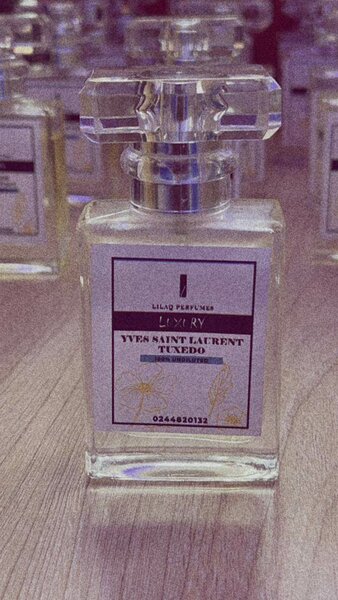 LILAQ PERFUMES
LUXURY
YVES SAINT LAURENT
TUXEDO
100% UNDILUTED
0244820132